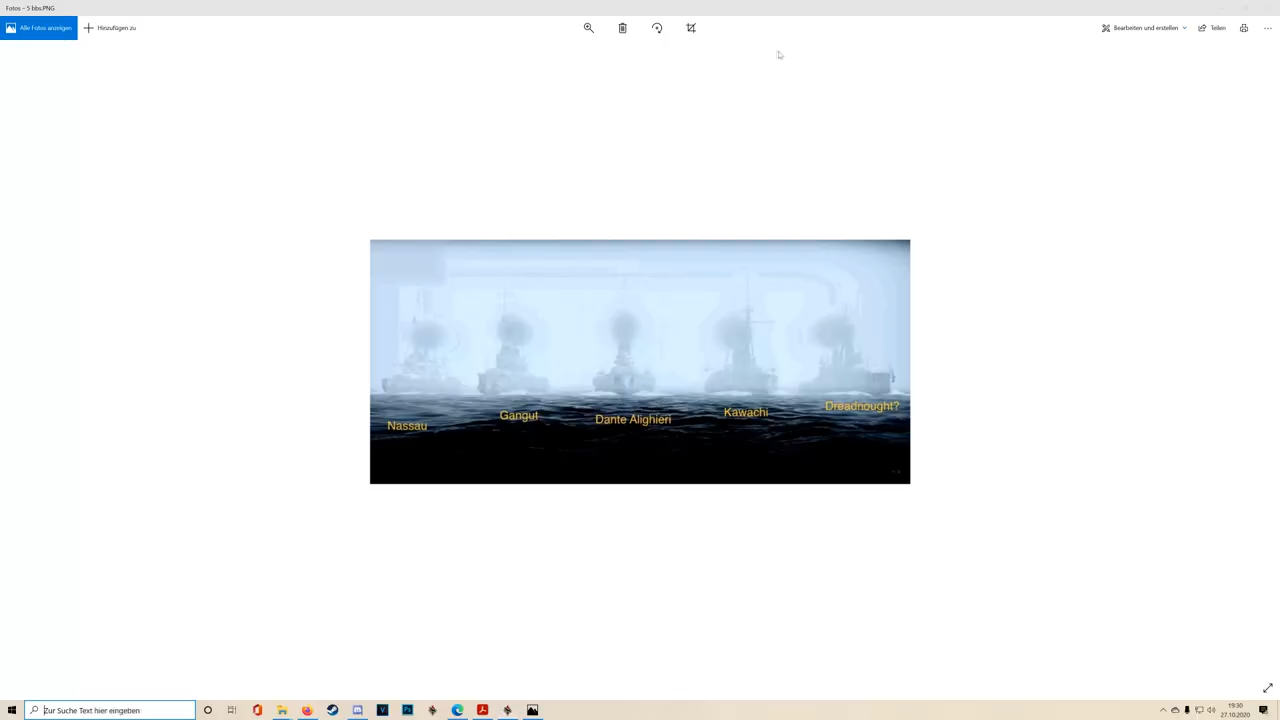 Fotos – 5 bbs.PNG
Alle Fotos anzeigen
Hinzufügen zu
Bearbeiten und erstellen
Teilen
Nassau
Gangut
Dante Alighieri
Kawachi
Dreadnought?
Zur Suche Text hier eingeben
19:30
27.10.2020